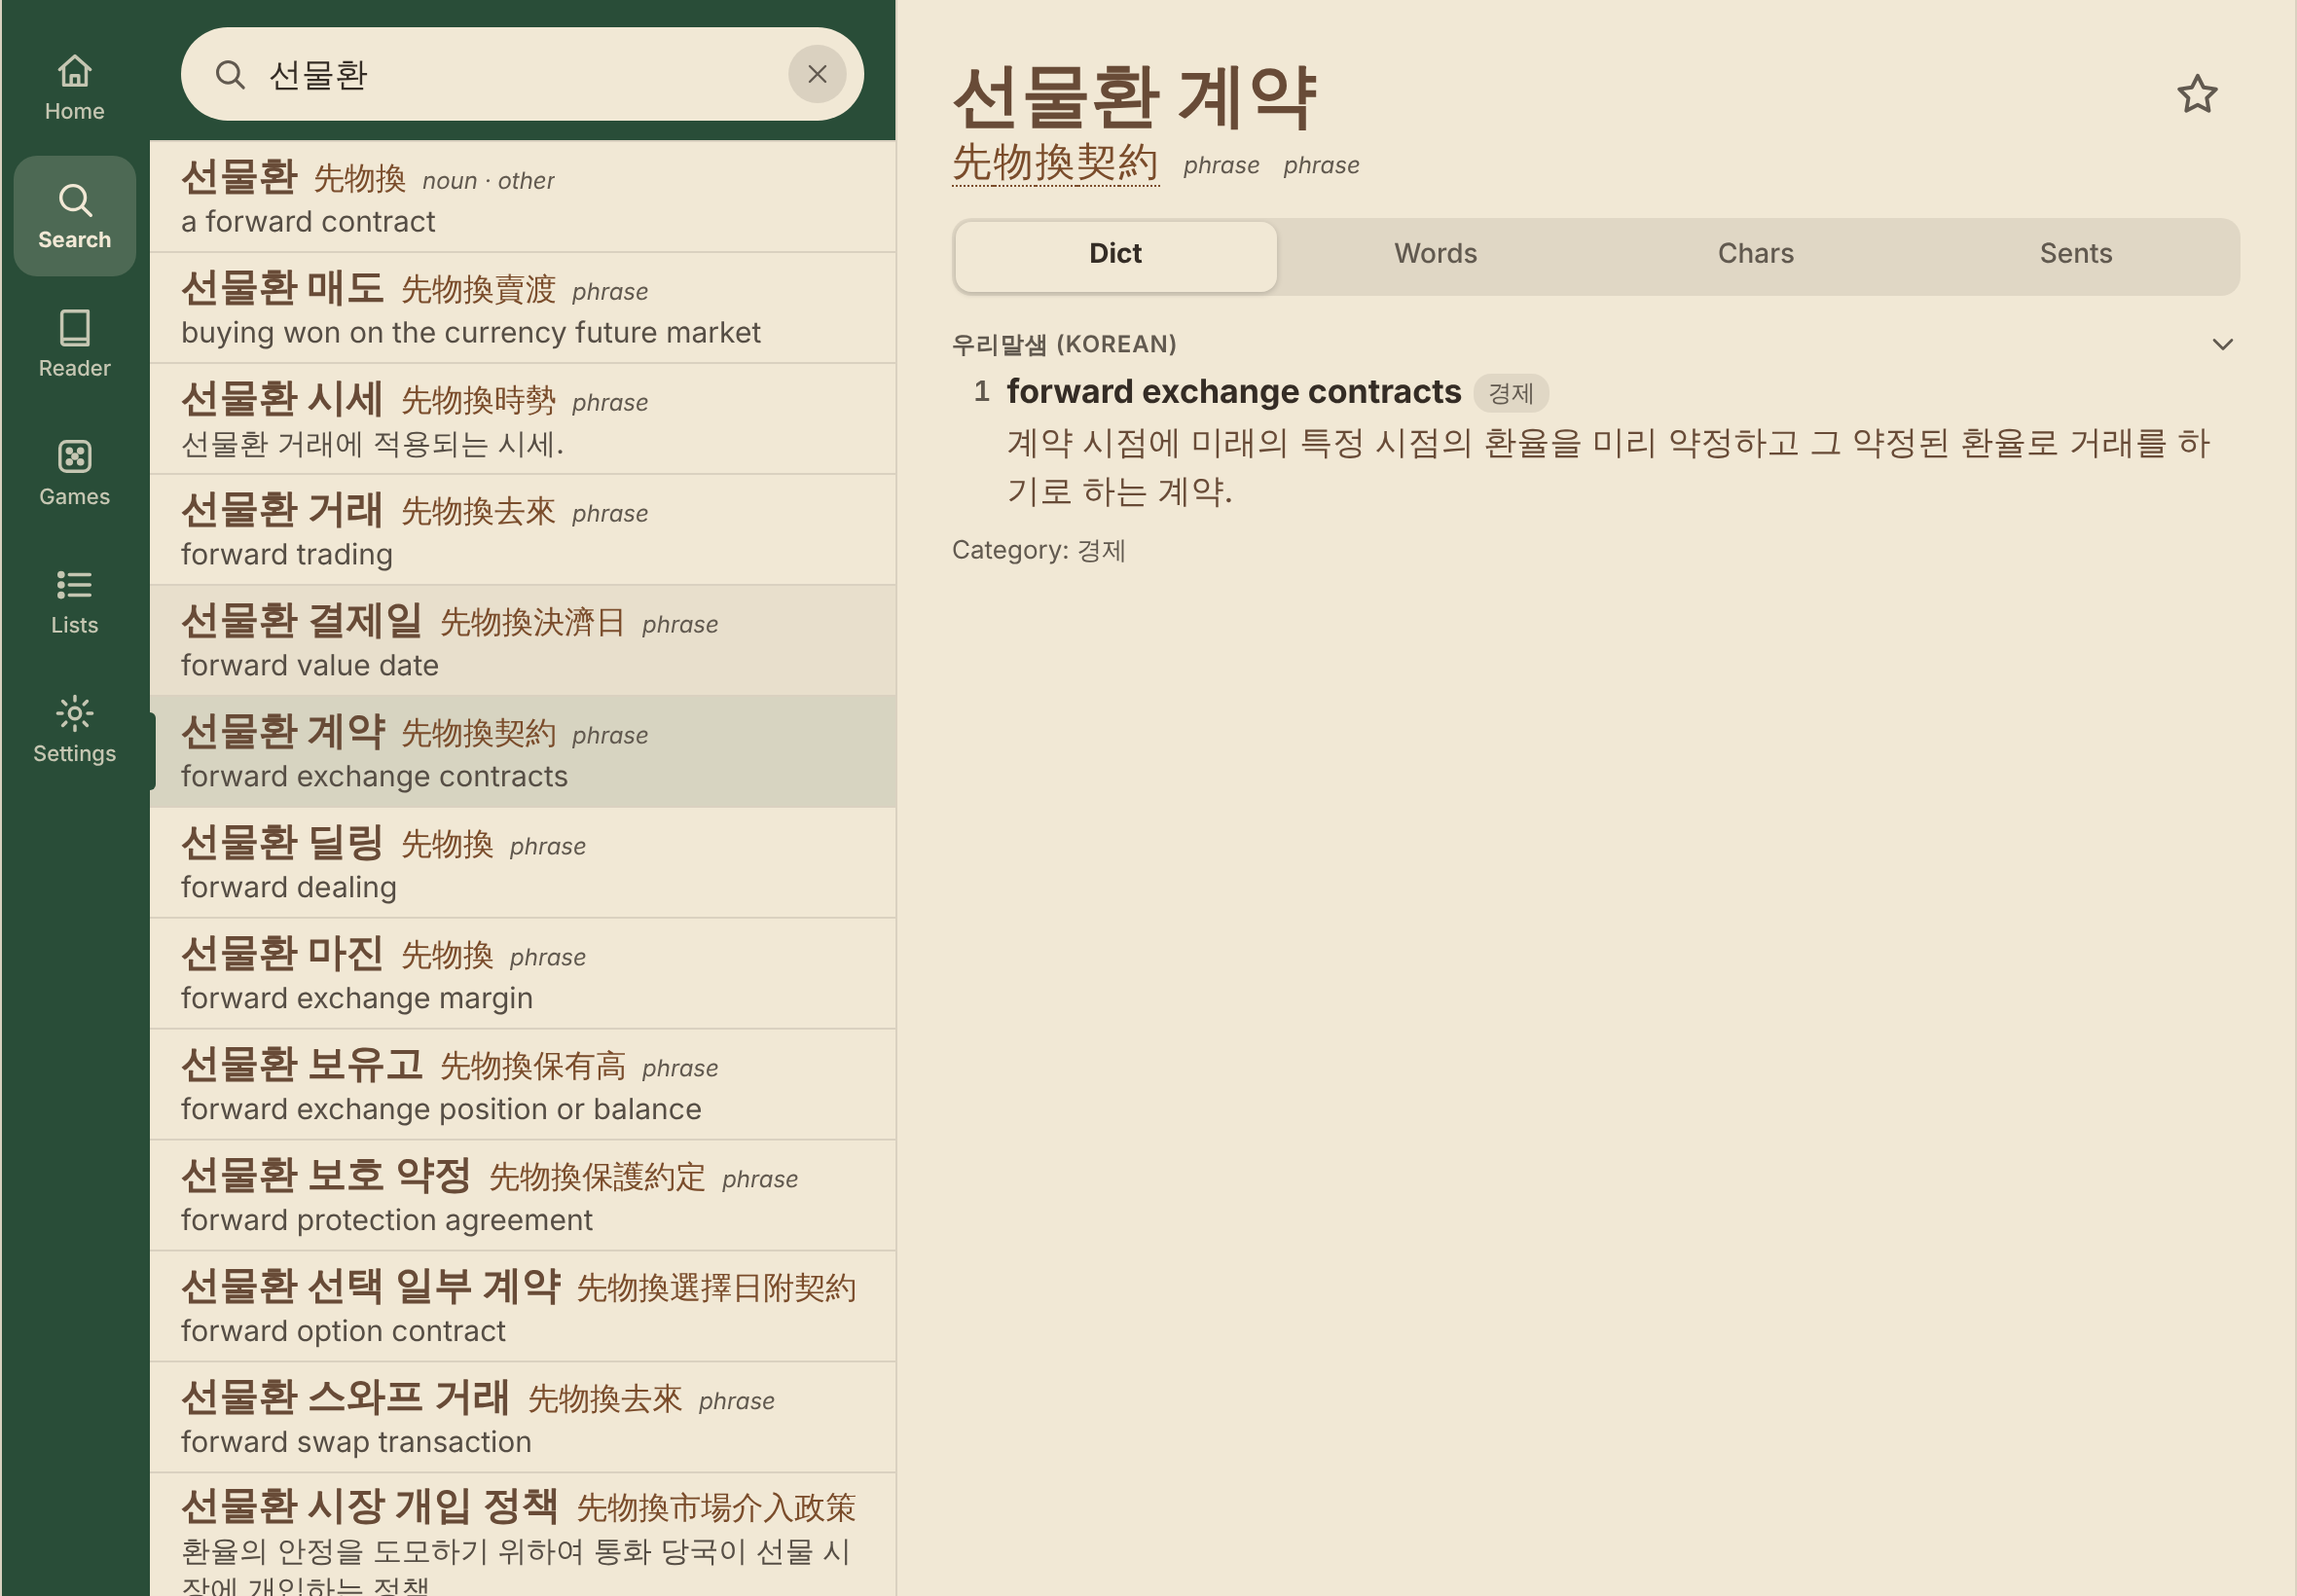 Home
Search
Reader
Games
Lists
Settings
선물환
선물환 先物換 noun · other
a forward contract
선물환 매도 先物換賣渡 phrase
buying won on the currency future market
선물환 시세 先物換時勢 phrase
선물환 거래에 적용되는 시세.
선물환 거래 先物換去來 phrase
forward trading
선물환 결제일 先物換決濟日 phrase
forward value date
선물환 계약 先物換契約 phrase
forward exchange contracts
선물환 딜링 先物換 phrase
forward dealing
선물환 마진 先物換 phrase
forward exchange margin
선물환 보유고 先物換保有高 phrase
forward exchange position or balance
선물환 보호 약정 先物換保護約定 phrase
forward protection agreement
선물환 선택 일부 계약 先物換選擇日附契約
forward option contract
선물환 스와프 거래 先物換去來 phrase
forward swap transaction
선물환 시장 개입 정책 先物換市場介入政策
환율의 안정을 도모하기 위하여 통화 당국이 선물 시
장에 개입하는 정책
선물환 계약
先物換契約 phrase phrase
Dict Words Chars Sents
우리말샘 (KOREAN)
1 forward exchange contracts 경제
계약 시점에 미래의 특정 시점의 환율을 미리 약정하고 그 약정된 환율로 거래를 하
기로 하는 계약.
Category: 경제